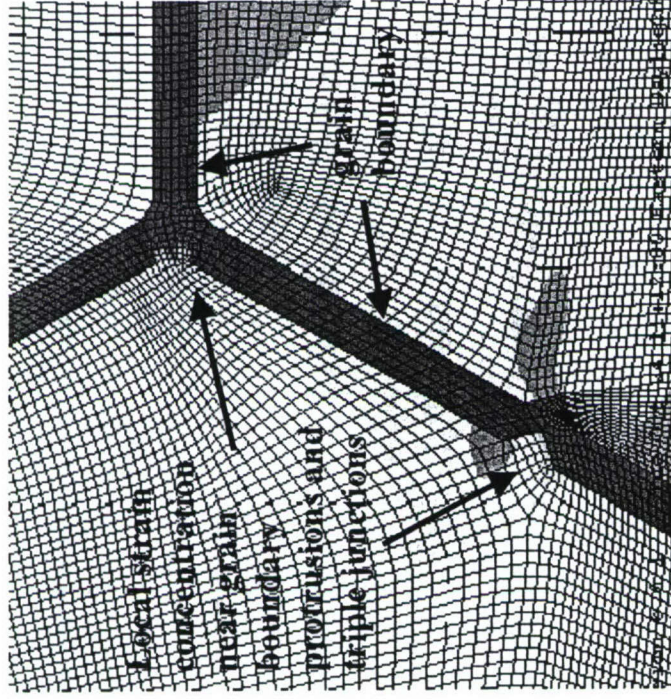 Local strain
concentration
near grain
boundary
protrusions and
triple junctions
grain
boundary